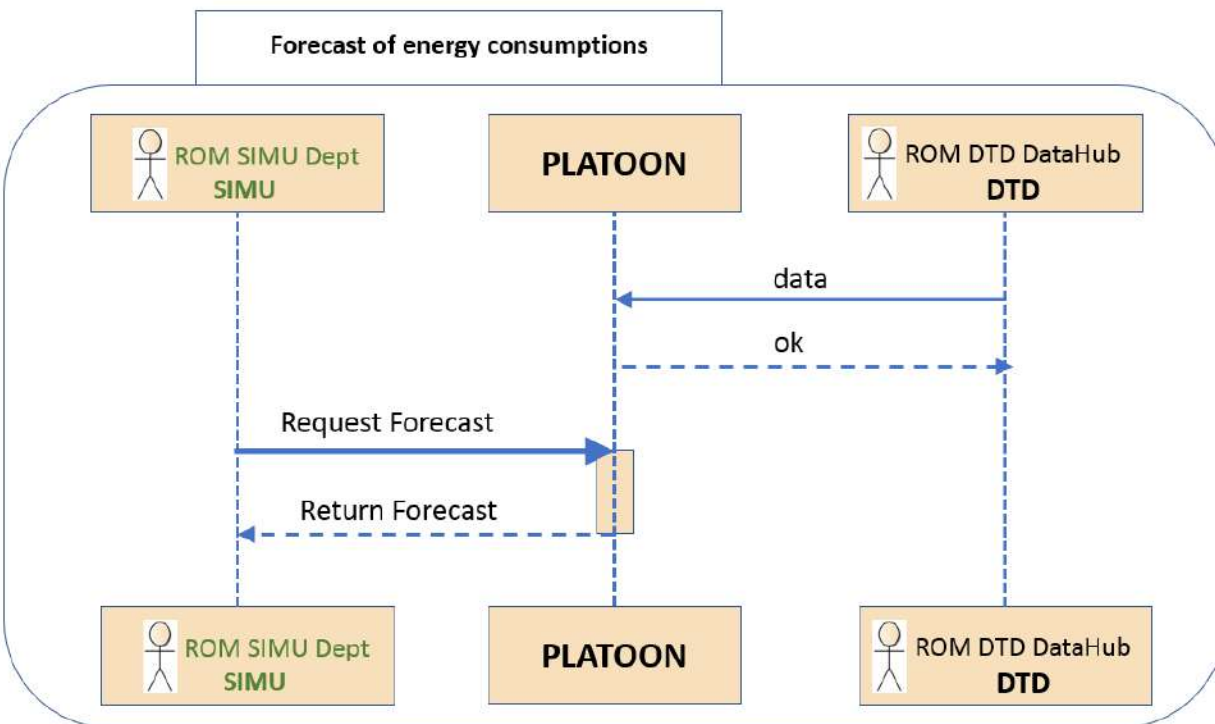 Forecast of energy consumptions
ROM SIMU Dept
SIMU
PLATOON
ROM DTD DataHub
DTD
data
ok
Request Forecast
Return Forecast
ROM SIMU Dept
SIMU
PLATOON
ROM DTD DataHub
DTD